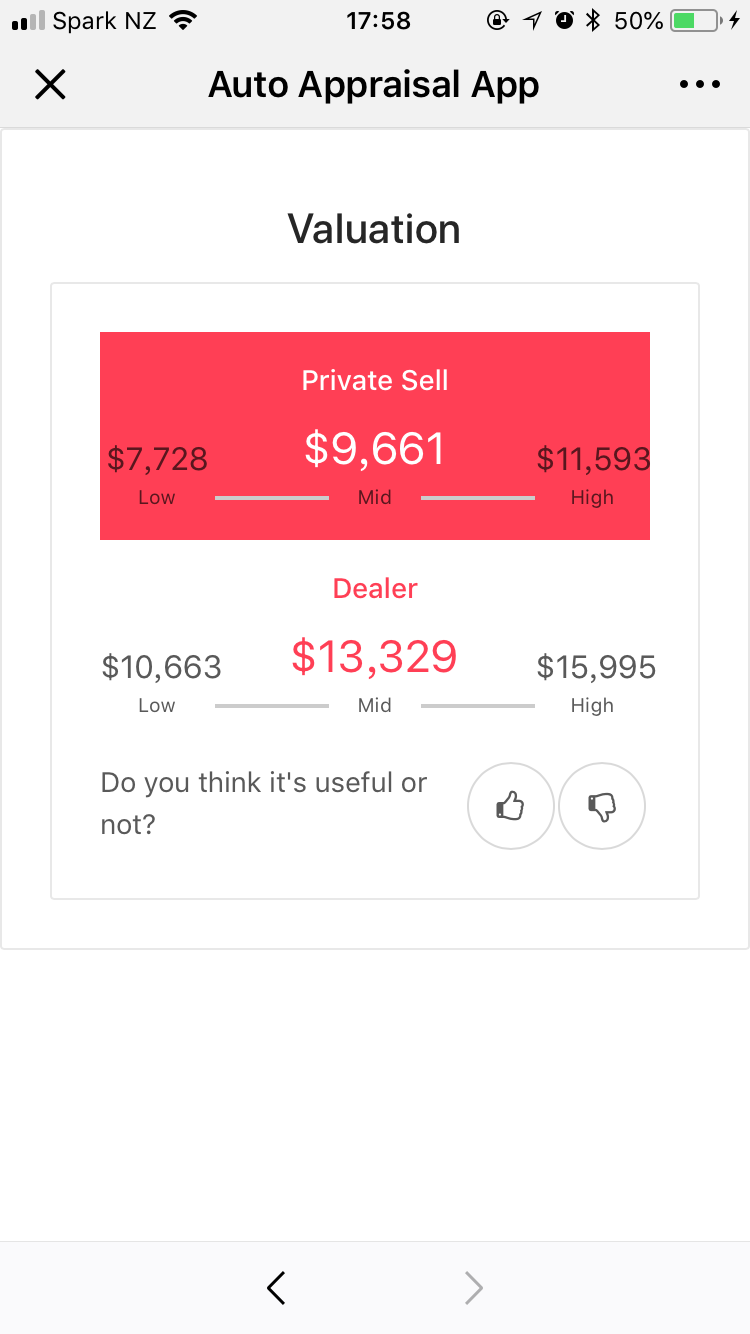 Spark NZ 17:58 50%
Auto Appraisal App
Valuation
Private Sell
$7,728 $9,661 $11,593
Low Mid High
Dealer
$10,663 $13,329 $15,995
Low Mid High
Do you think it's useful or
not?